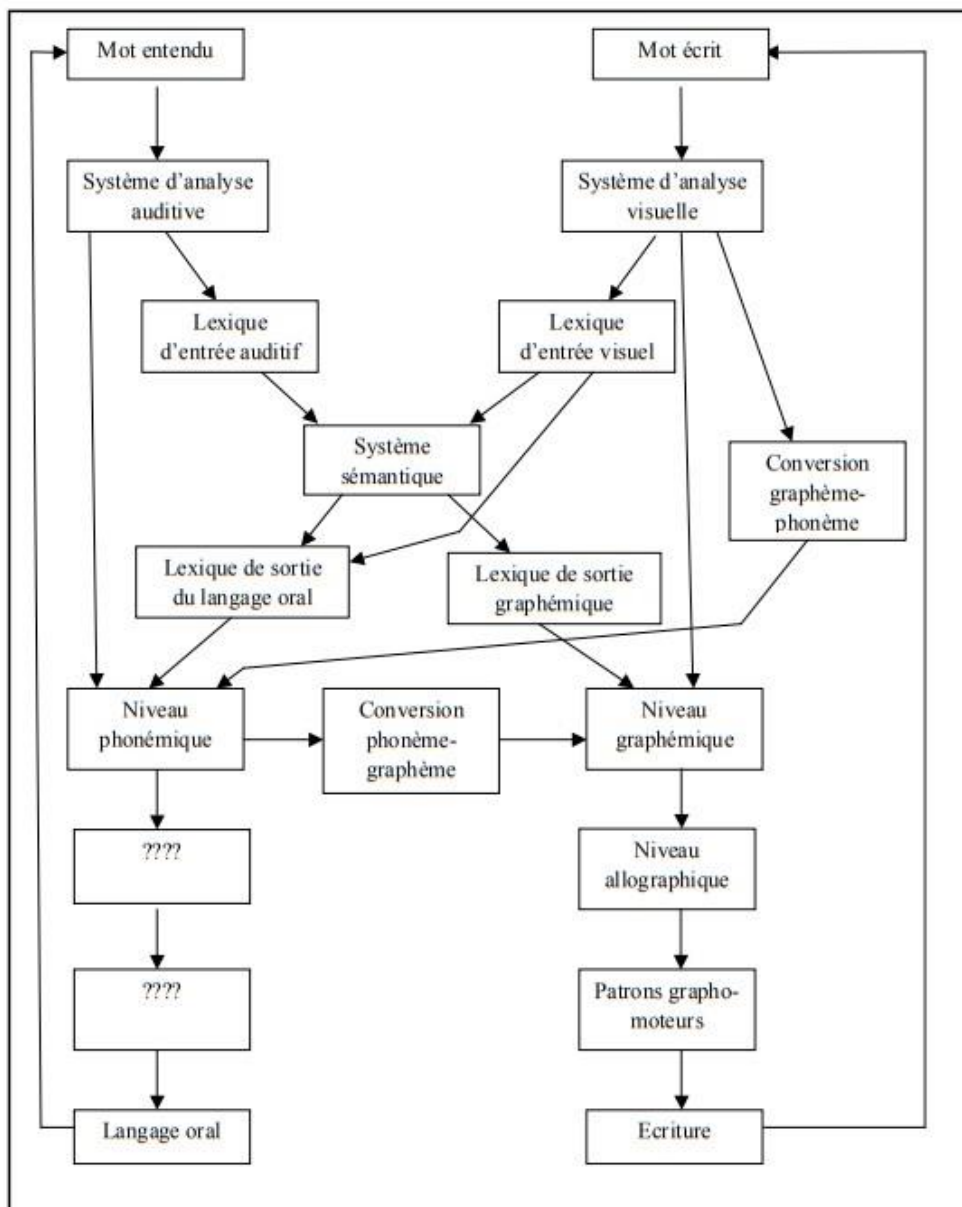 Mot entendu
Mot écrit
Système d'analyse
auditive
Système d'analyse
visuelle
Lexique
d'entrée auditif
Lexique
d'entrée visuel
Système
sémantique
Conversion
graphème-
phonème
Lexique de sortie
du langage oral
Lexique de sortie
graphémique
Niveau
phonémique
Conversion
phonème-
graphème
Niveau
graphémique
????
Niveau
allographique
????
Patrons grapho-
moteurs
Langage oral
Ecriture